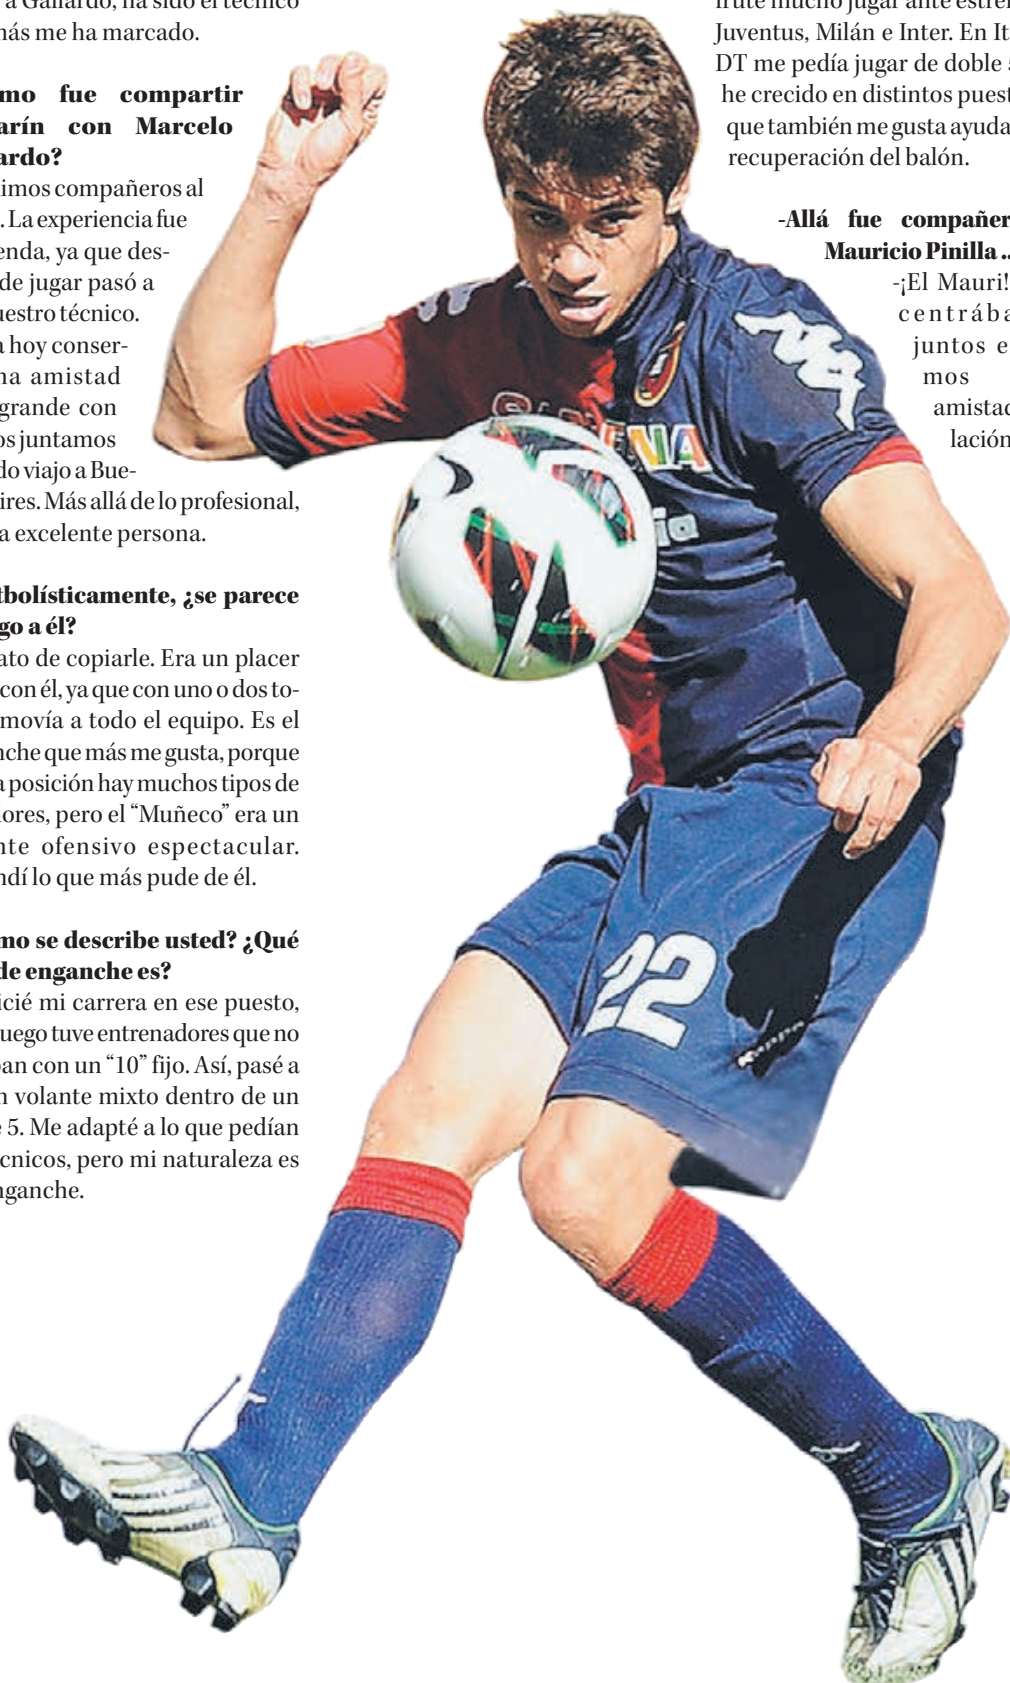 a Gallardo, ha sido el técnico
más me ha marcado.
mo fue compartir
arín con Marcelo
ardo?
imos compañeros al
. La experiencia fue
enda, ya que des-
de jugar pasó a
uestro técnico.
a hoy conser-
na amistad
grande con
os juntamos
do viajo a Bue-
ires. Más allá de lo profesional,
a excelente persona.
tbolísticamente, ¿se parece
go a él?
ato de copiarle. Era un placer
con él, ya que con uno o dos to-
movía a todo el equipo. Es el
nche que más me gusta, porque
a posición hay muchos tipos de
lores, pero el “Muñeco” era un
nte ofensivo espectacular.
ndí lo que más pude de él.
mo se describe usted? ¿Qué
de enganche es?
icié mi carrera en ese puesto,
uego tuve entrenadores que no
ban con un “10” fijo. Así, pasé a
n volante mixto dentro de un
e 5. Me adapté a lo que pedían
cnicos, pero mi naturaleza es
nganche.
frute mucho jugar ante estrel
Juventus, Milán e Inter. En It
DT me pedía jugar de doble 5
he crecido en distintos puest
que también me gusta ayuda
recuperación del balón.
-Allá fue compañer
Mauricio Pinilla ..
-¡El Mauri!
centrába
juntos e
mos
amistad
lación
22